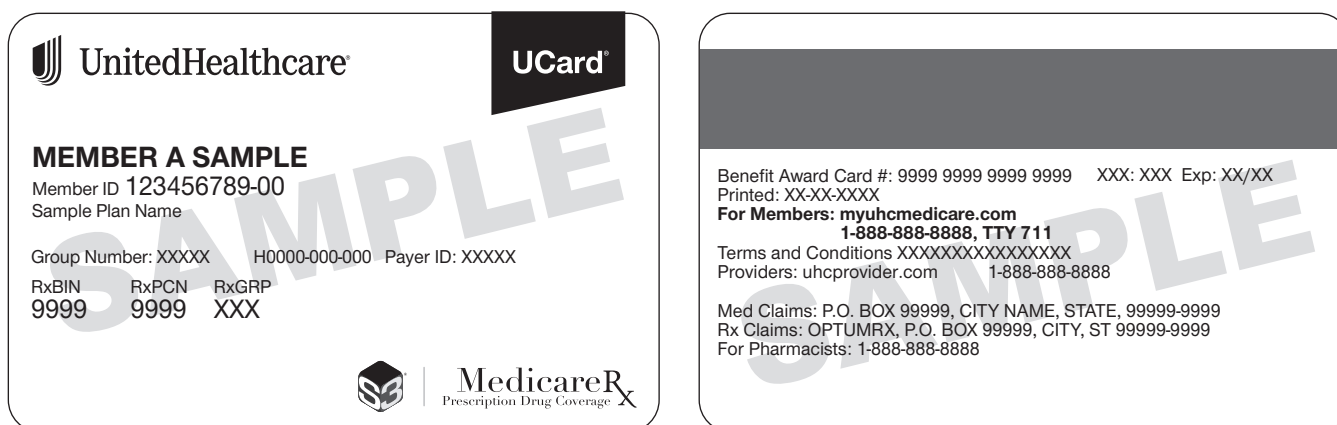 UnitedHealthcare®
UCard®
MEMBER A SAMPLE
Member ID 123456789-00
Sample Plan Name
Group Number: XXXXX H0000-000-000 Payer ID: XXXXX
RxBIN RxPCN RxGRP
9999 9999 XXX
S3
MedicareRx
Prescription Drug Coverage
SAMPLE
Benefit Award Card #: 9999 9999 9999 9999 XXX: XXX Exp: XX/XX
Printed: XX-XX-XXXX
For Members: myuhcmedicare.com
1-888-888-8888, TTY 711
Terms and Conditions XXXXXXXXXXXXXXXX
Providers: uhcprovider.com 1-888-888-8888
Med Claims: P.O. BOX 99999, CITY NAME, STATE, 99999-9999
Rx Claims: OPTUMRX, P.O. BOX 99999, CITY, ST 99999-9999
For Pharmacists: 1-888-888-8888
SAMPLE